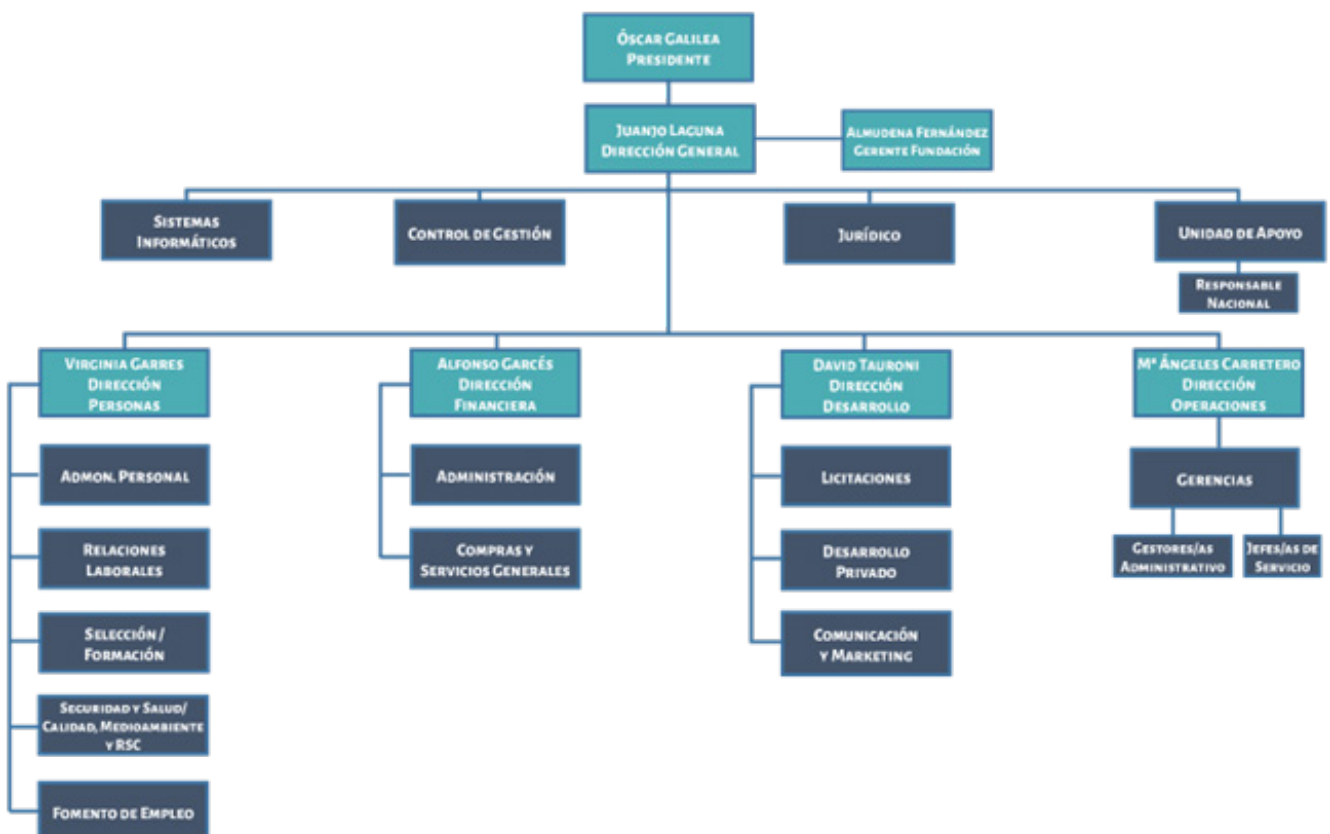 Óscar Galilea
Presidente
Juanjo Laguna
Dirección General
Almudena Fernández
Gerente Fundación
Sistemas
Informáticos
Control de Gestión
Jurídico
Unidad de Apoyo
Responsable
Nacional
Virginia Garres
Dirección
Personas
Alfonso Garcés
Dirección
Financiera
David Tauroni
Dirección
Desarrollo
Mª Ángeles Carretero
Dirección
Operaciones
Admon. Personal
Administración
Licitaciones
Gerencias
Relaciones
Laborales
Compras y
Servicios Generales
Desarrollo
Privado
Gestores/as
Administrativo
Jefes/as de
Servicio
Selección /
Formación
Comunicación
y Marketing
Seguridad y Salud/
Calidad, Medioambiente
y RSC
Fomento de Empleo